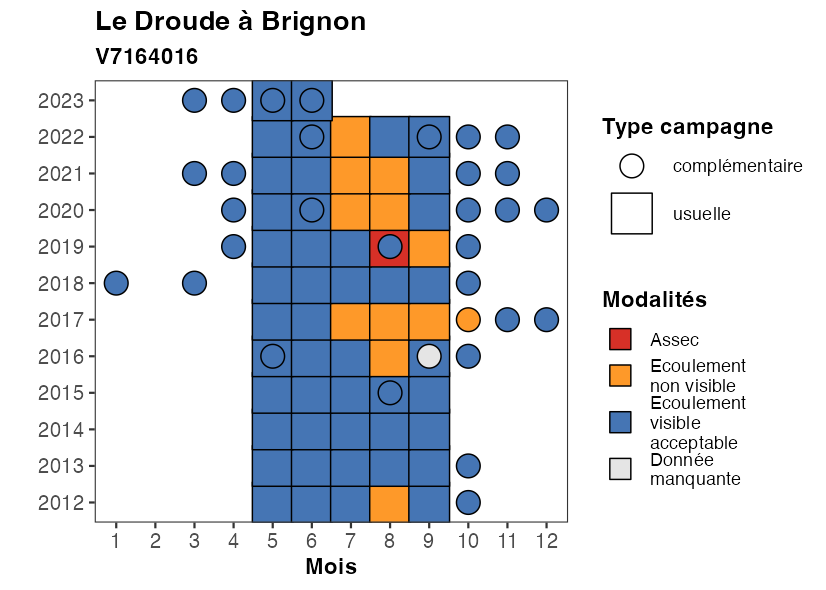 Le Droude à Brignon
V7164016
2023
2022
2021
2020
2019
2018
2017
2016
2015
2014
2013
2012
1 2 3 4 5 6 7 8 9 10 11 12
Mois
Type campagne
complémentaire
usuelle
Modalités
Assec
Ecoulement
non visible
Ecoulement
visible
acceptable
Donnée
manquante